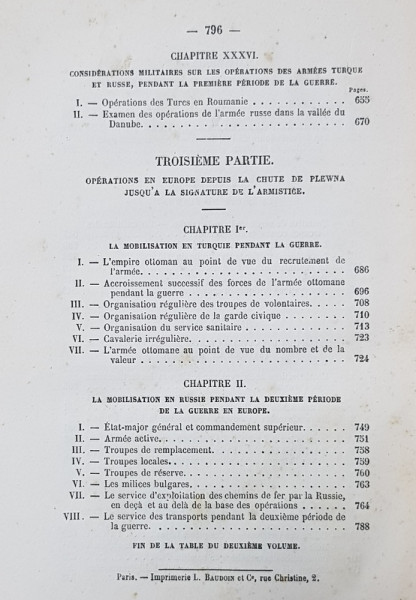 — 796 —
CHAPITRE XXXVI.
CONSIDÉRATIONS MILITAIRES SUR LES OPÉRATIONS DES ARMÉES TURQUE
ET RUSSE, PENDANT LA PREMIÈRE PÉRIODE DE LA GUERRE.
Pages.
I. — Opérations des Turcs en Roumanie . . . . . . . . . . . . 655
II. — Examen des opérations de l'armée russe dans la vallée du
Danube. . . . . . . . . . . . . . . . . . . . . . . . . . 670
TROISIÈME PARTIE.
OPÉRATIONS EN EUROPE DEPUIS LA CHUTE DE PLEWNA
JUSQU'A LA SIGNATURE DE L'ARMISTICE.
CHAPITRE Ier.
LA MOBILISATION EN TURQUIE PENDANT LA GUERRE.
I. — L'empire ottoman au point de vue du recrutement de
l'armée. . . . . . . . . . . . . . . . . . . . . . . . . . 686
II. — Accroissement successif des forces de l'armée ottomane
pendant la guerre . . . . . . . . . . . . . . . . . . . . 696
III. — Organisation régulière des troupes de volontaires. . . . . 708
IV. — Organisation régulière de la garde civique . . . . . . . . 710
V. — Organisation du service sanitaire . . . . . . . . . . . . 713
VI. — Cavalerie irrégulière. . . . . . . . . . . . . . . . . . . 723
VII. — L'armée ottomane au point de vue du nombre et de la
valeur . . . . . . . . . . . . . . . . . . . . . . . . . . 724
CHAPITRE II.
LA MOBILISATION EN RUSSIE PENDANT LA DEUXIÈME PÉRIODE
DE LA GUERRE EN EUROPE.
I. — État-major général et commandement supérieur. . . . . . 749
II. — Armée active. . . . . . . . . . . . . . . . . . . . . . . 751
III. — Troupes de remplacement. . . . . . . . . . . . . . . . . 758
IV. — Troupes locales. . . . . . . . . . . . . . . . . . . . . . 759
V. — Troupes de réserve. . . . . . . . . . . . . . . . . . . . 760
VI. — Les milices bulgares. . . . . . . . . . . . . . . . . . . 763
VII. — Le service d'exploitation des chemins de fer par la Russie,
en deçà et au delà de la base des opérations . . . . . . . 764
VIII. — Le service des transports pendant la deuxième période de
la guerre. . . . . . . . . . . . . . . . . . . . . . . . . 788
FIN DE LA TABLE DU DEUXIÈME VOLUME.
Paris. — Imprimerie L. BAUDOIN et Ce, rue Christine, 2.